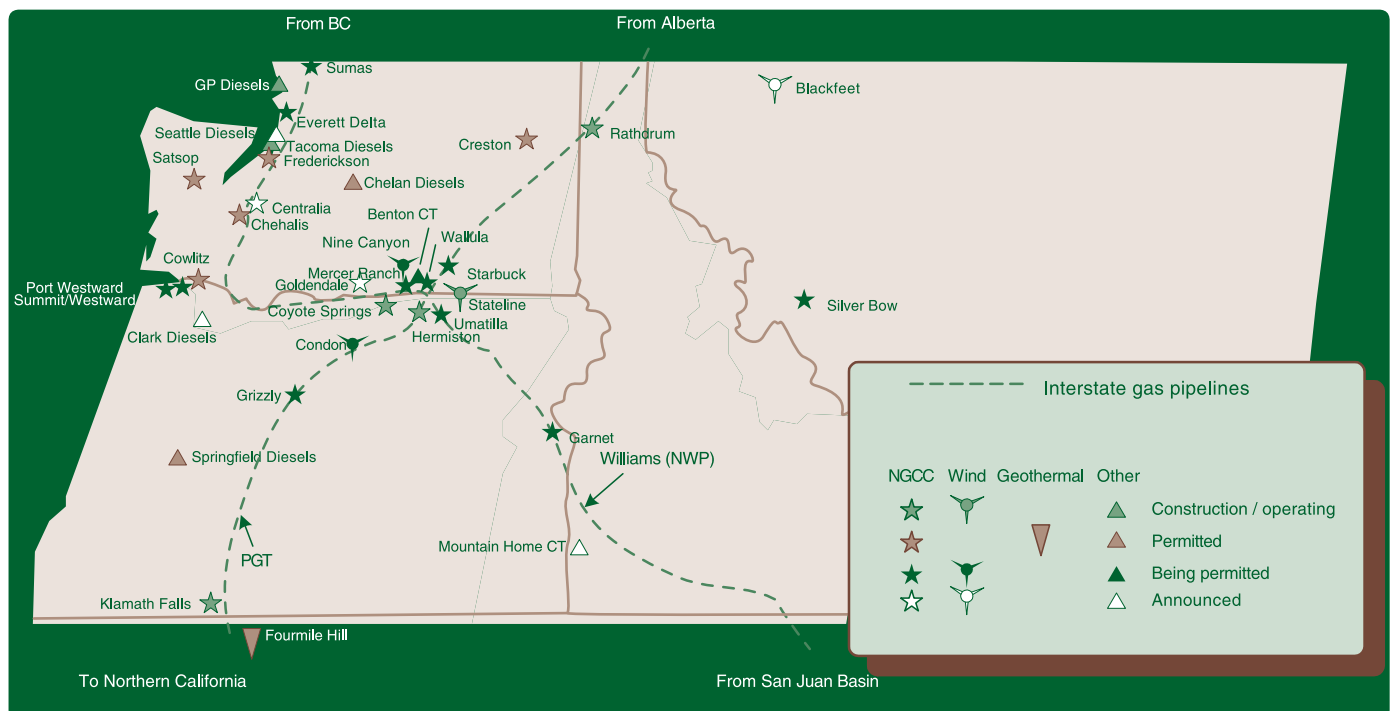 From BC
From Alberta
Sumas
GP Diesels
Blackfeet
Everett Delta
Seattle Diesels
Rathdrum
Tacoma Diesels
Creston
Satsop
Frederickson
Chelan Diesels
Centralia
Benton CT
Chehalis
Wallula
Nine Canyon
Cowlitz
Mercer Ranch
Starbuck
Goldendale
Port Westward
Summit/Westward
Stateline
Silver Bow
Coyote Springs
Umatilla
Clark Diesels
Hermiston
Condon
Interstate gas pipelines
Grizzly
Garnet
Springfield Diesels
Williams (NWP)
NGCC Wind Geothermal Other
Construction / operating
Permitted
Mountain Home CT
PGT
Being permitted
Announced
Klamath Falls
Fourmile Hill
To Northern California
From San Juan Basin